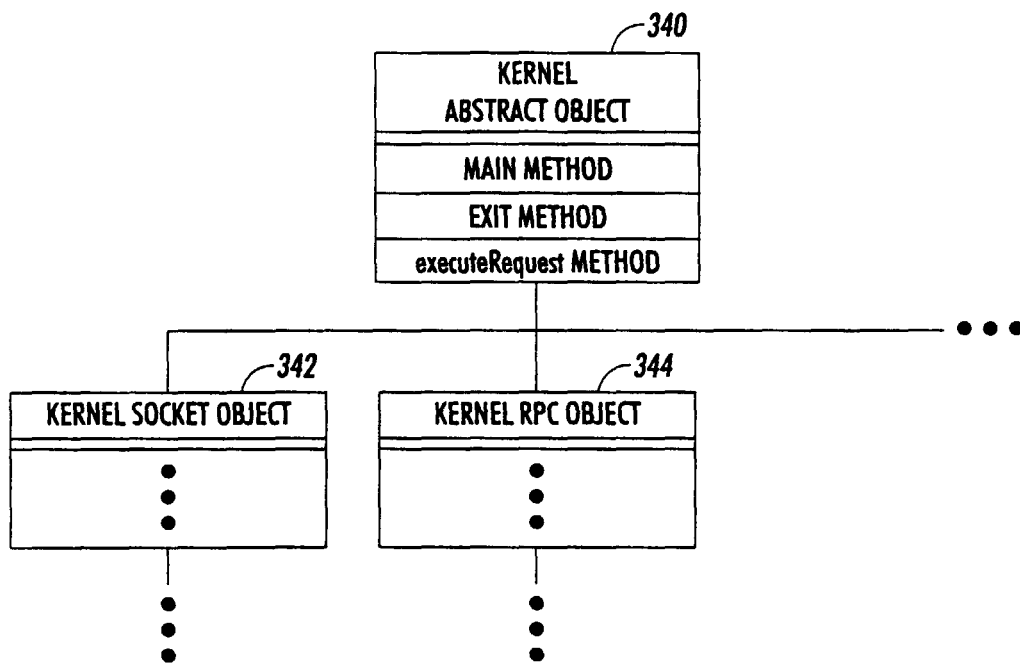 340
KERNEL
ABSTRACT OBJECT
MAIN METHOD
EXIT METHOD
executeRequest METHOD
342
344
KERNEL SOCKET OBJECT
KERNEL RPC OBJECT